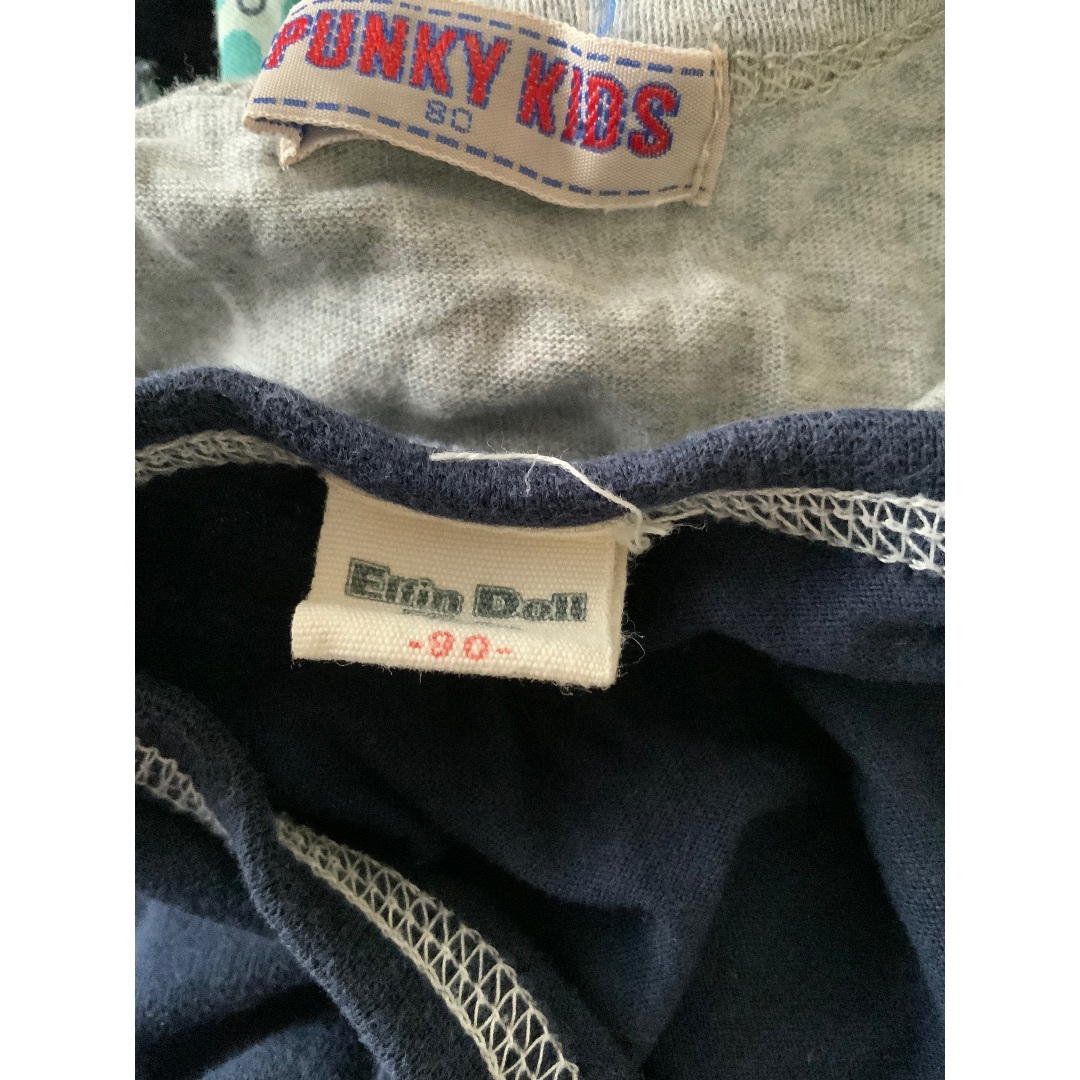 PUNKY KIDS
80
Elfin Doll
-90-